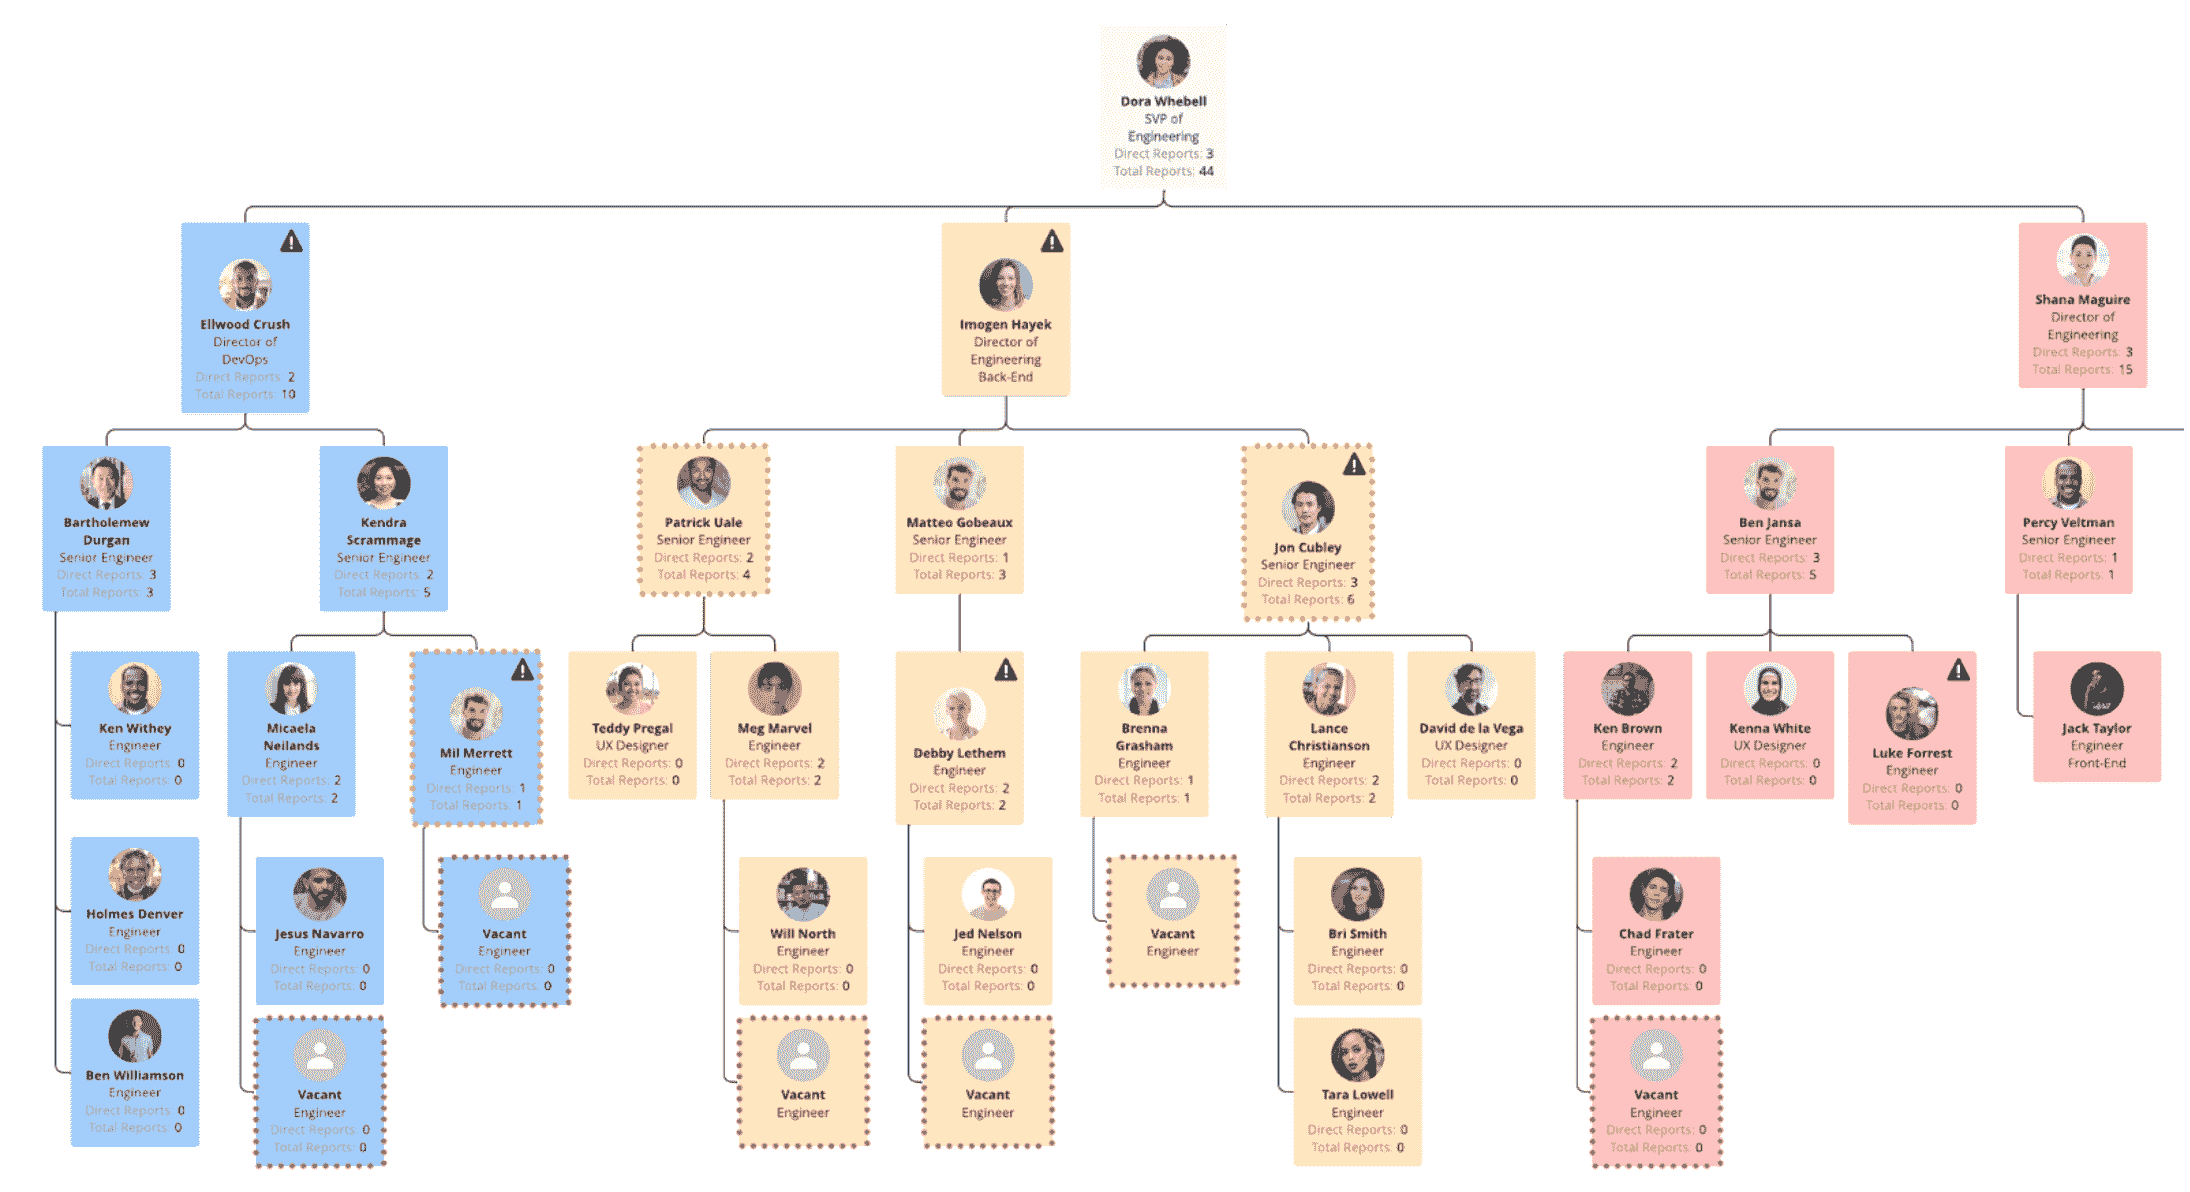 Dora Whebell
SVP of
Engineering
Direct Reports: 3
Total Reports: 44
Ellwood Crush
Director of
DevOps
Direct Reports: 2
Total Reports: 10
Imogen Hayek
Director of
Engineering
Back-End
Shana Maguire
Director of
Engineering
Direct Reports: 3
Total Reports: 15
Bartholemew
Durgan
Senior Engineer
Direct Reports: 3
Total Reports: 3
Kendra
Scrammage
Senior Engineer
Direct Reports: 2
Total Reports: 5
Patrick Uale
Senior Engineer
Direct Reports: 2
Total Reports: 4
Matteo Gobeaux
Senior Engineer
Direct Reports: 1
Total Reports: 3
Jon Cubley
Senior Engineer
Direct Reports: 3
Total Reports: 6
Ben Jansa
Senior Engineer
Direct Reports: 3
Total Reports: 5
Percy Veltman
Senior Engineer
Direct Reports: 1
Total Reports: 1
Ken Withey
Engineer
Direct Reports: 0
Total Reports: 0
Micaela
Neilands
Engineer
Direct Reports: 2
Total Reports: 2
Mil Merrett
Engineer
Direct Reports: 1
Total Reports: 1
Teddy Pregal
UX Designer
Direct Reports: 0
Total Reports: 0
Meg Marvel
Engineer
Direct Reports: 2
Total Reports: 2
Debby Lethem
Engineer
Direct Reports: 2
Total Reports: 2
Brenna
Grasham
Engineer
Direct Reports: 1
Total Reports: 1
Lance
Christianson
Engineer
Direct Reports: 2
Total Reports: 2
David de la Vega
UX Designer
Direct Reports: 0
Total Reports: 0
Ken Brown
Engineer
Direct Reports: 2
Total Reports: 2
Kenna White
UX Designer
Direct Reports: 0
Total Reports: 0
Luke Forrest
Engineer
Direct Reports: 0
Total Reports: 0
Jack Taylor
Engineer
Front-End
Holmes Denver
Engineer
Direct Reports: 0
Total Reports: 0
Jesus Navarro
Engineer
Direct Reports: 0
Total Reports: 0
Vacant
Engineer
Direct Reports: 0
Total Reports: 0
Will North
Engineer
Direct Reports: 0
Total Reports: 0
Jed Nelson
Engineer
Direct Reports: 0
Total Reports: 0
Vacant
Engineer
Bri Smith
Engineer
Direct Reports: 0
Total Reports: 0
Chad Frater
Engineer
Direct Reports: 0
Total Reports: 0
Ben Williamson
Engineer
Direct Reports: 0
Total Reports: 0
Vacant
Engineer
Direct Reports: 0
Total Reports: 0
Vacant
Engineer
Vacant
Engineer
Tara Lowell
Engineer
Direct Reports: 0
Total Reports: 0
Vacant
Engineer
Direct Reports: 0
Total Reports: 0